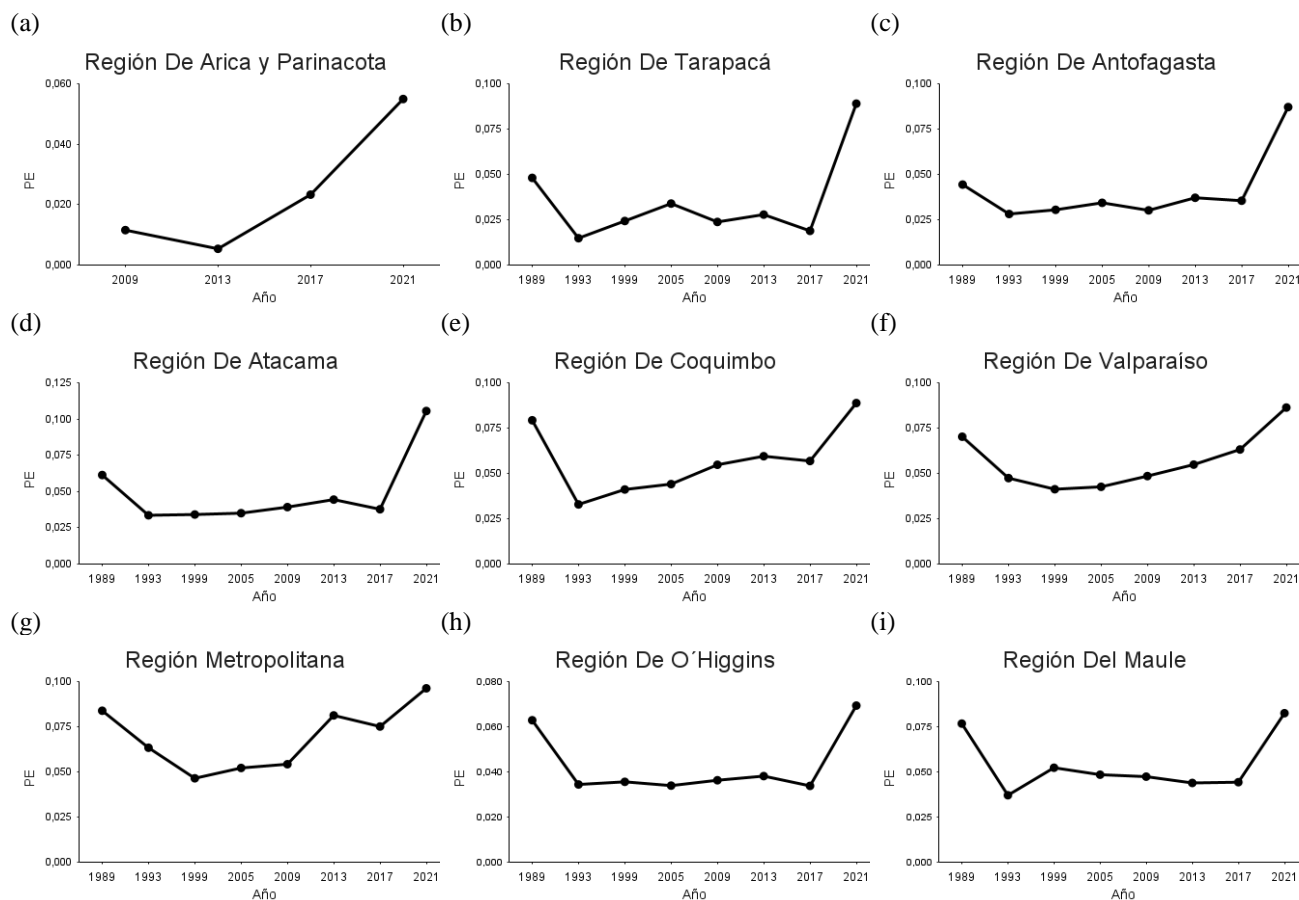 (a)
Región De Arica y Parinacota
0,060
0,040
0,020
0,000
PE
2009 2013 2017 2021
Año
(b)
Región De Tarapacá
0,100
0,075
0,050
0,025
0,000
PE
1989 1993 1999 2005 2009 2013 2017 2021
Año
(c)
Región De Antofagasta
0,100
0,075
0,050
0,025
0,000
PE
1989 1993 1999 2005 2009 2013 2017 2021
Año
(d)
Región De Atacama
0,125
0,100
0,075
0,050
0,025
0,000
PE
1989 1993 1999 2005 2009 2013 2017 2021
Año
(e)
Región De Coquimbo
0,100
0,075
0,050
0,025
0,000
PE
1989 1993 1999 2005 2009 2013 2017 2021
Año
(f)
Región De Valparaíso
0,100
0,075
0,050
0,025
0,000
PE
1989 1993 1999 2005 2009 2013 2017 2021
Año
(g)
Región Metropolitana
0,100
0,075
0,050
0,025
0,000
PE
1989 1993 1999 2005 2009 2013 2017 2021
Año
(h)
Región De O´Higgins
0,080
0,060
0,040
0,020
0,000
PE
1989 1993 1999 2005 2009 2013 2017 2021
Año
(i)
Región Del Maule
0,100
0,075
0,050
0,025
0,000
PE
1989 1993 1999 2005 2009 2013 2017 2021
Año